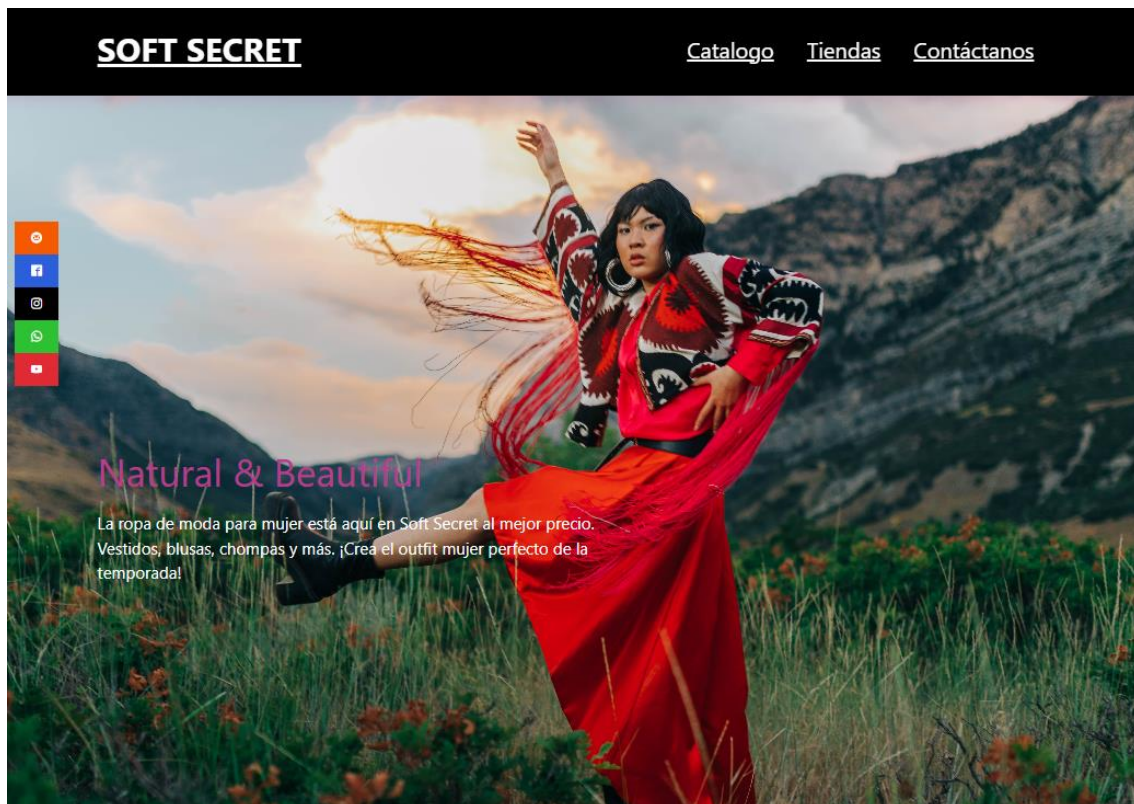 SOFT SECRET
Catalogo Tiendas Contáctanos
Natural & Beautiful
La ropa de moda para mujer está aquí en Soft Secret al mejor precio.
Vestidos, blusas, chompas y más. ¡Crea el outfit mujer perfecto de la
temporada!